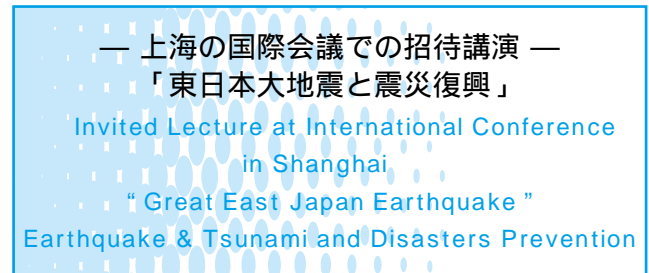 ― 上海の国際会議での招待講演 ―
「東日本大地震と震災復興」
Invited Lecture at International Conference
in Shanghai
“ Great East Japan Earthquake ”
Earthquake & Tsunami and Disasters Prevention